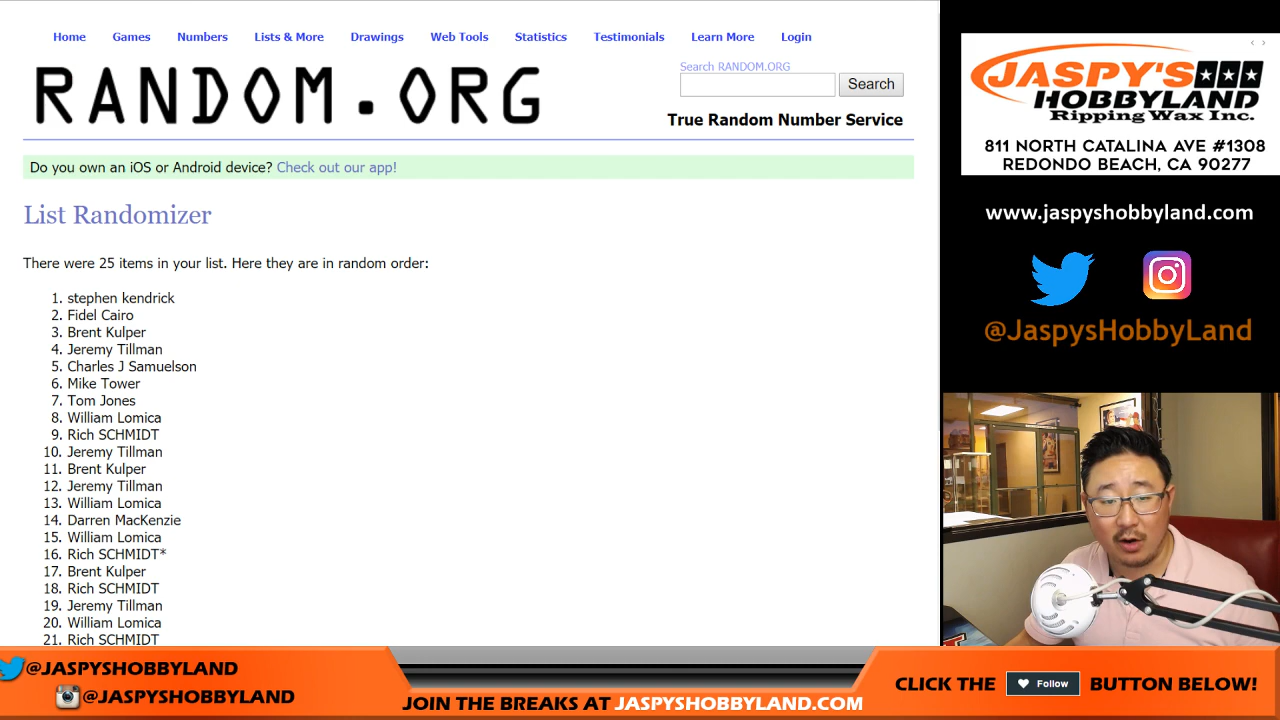 Home Games Numbers Lists & More Drawings Web Tools Statistics Testimonials Learn More Login
RANDOM.ORG
Search RANDOM.ORG
Search
True Random Number Service
Do you own an iOS or Android device? Check out our app!
List Randomizer
There were 25 items in your list. Here they are in random order:
1. stephen kendrick
2. Fidel Cairo
3. Brent Kulper
4. Jeremy Tillman
5. Charles J Samuelson
6. Mike Tower
7. Tom Jones
8. William Lomica
9. Rich SCHMIDT
10. Jeremy Tillman
11. Brent Kulper
12. Jeremy Tillman
13. William Lomica
14. Darren MacKenzie
15. William Lomica
16. Rich SCHMIDT*
17. Brent Kulper
18. Rich SCHMIDT
19. Jeremy Tillman
20. William Lomica
21. Rich SCHMIDT
JASPY'S
HOBBYLAND
Ripping Wax Inc.
811 NORTH CATALINA AVE #1308
REDONDO BEACH, CA 90277
www.jaspyshobbyland.com
@JaspysHobbyLand
@JASPYSHOBBYLAND
@JASPYSHOBBYLAND
JOIN THE BREAKS AT JASPYSHOBBYLAND.COM
CLICK THE Follow BUTTON BELOW!